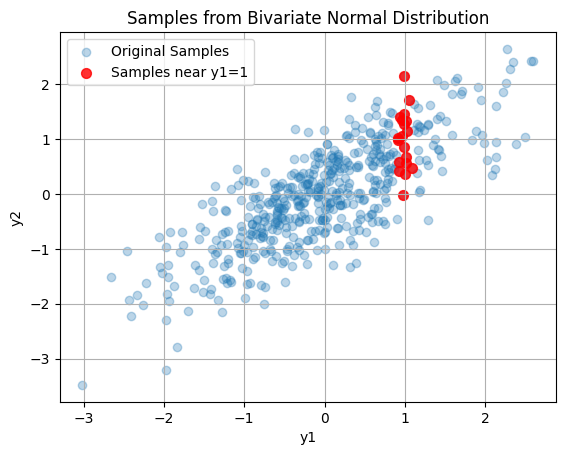 Samples from Bivariate Normal Distribution
Original Samples
Samples near y1=1
y2
2
1
0
−1
−2
−3
−3
−2
−1
0
1
2
y1